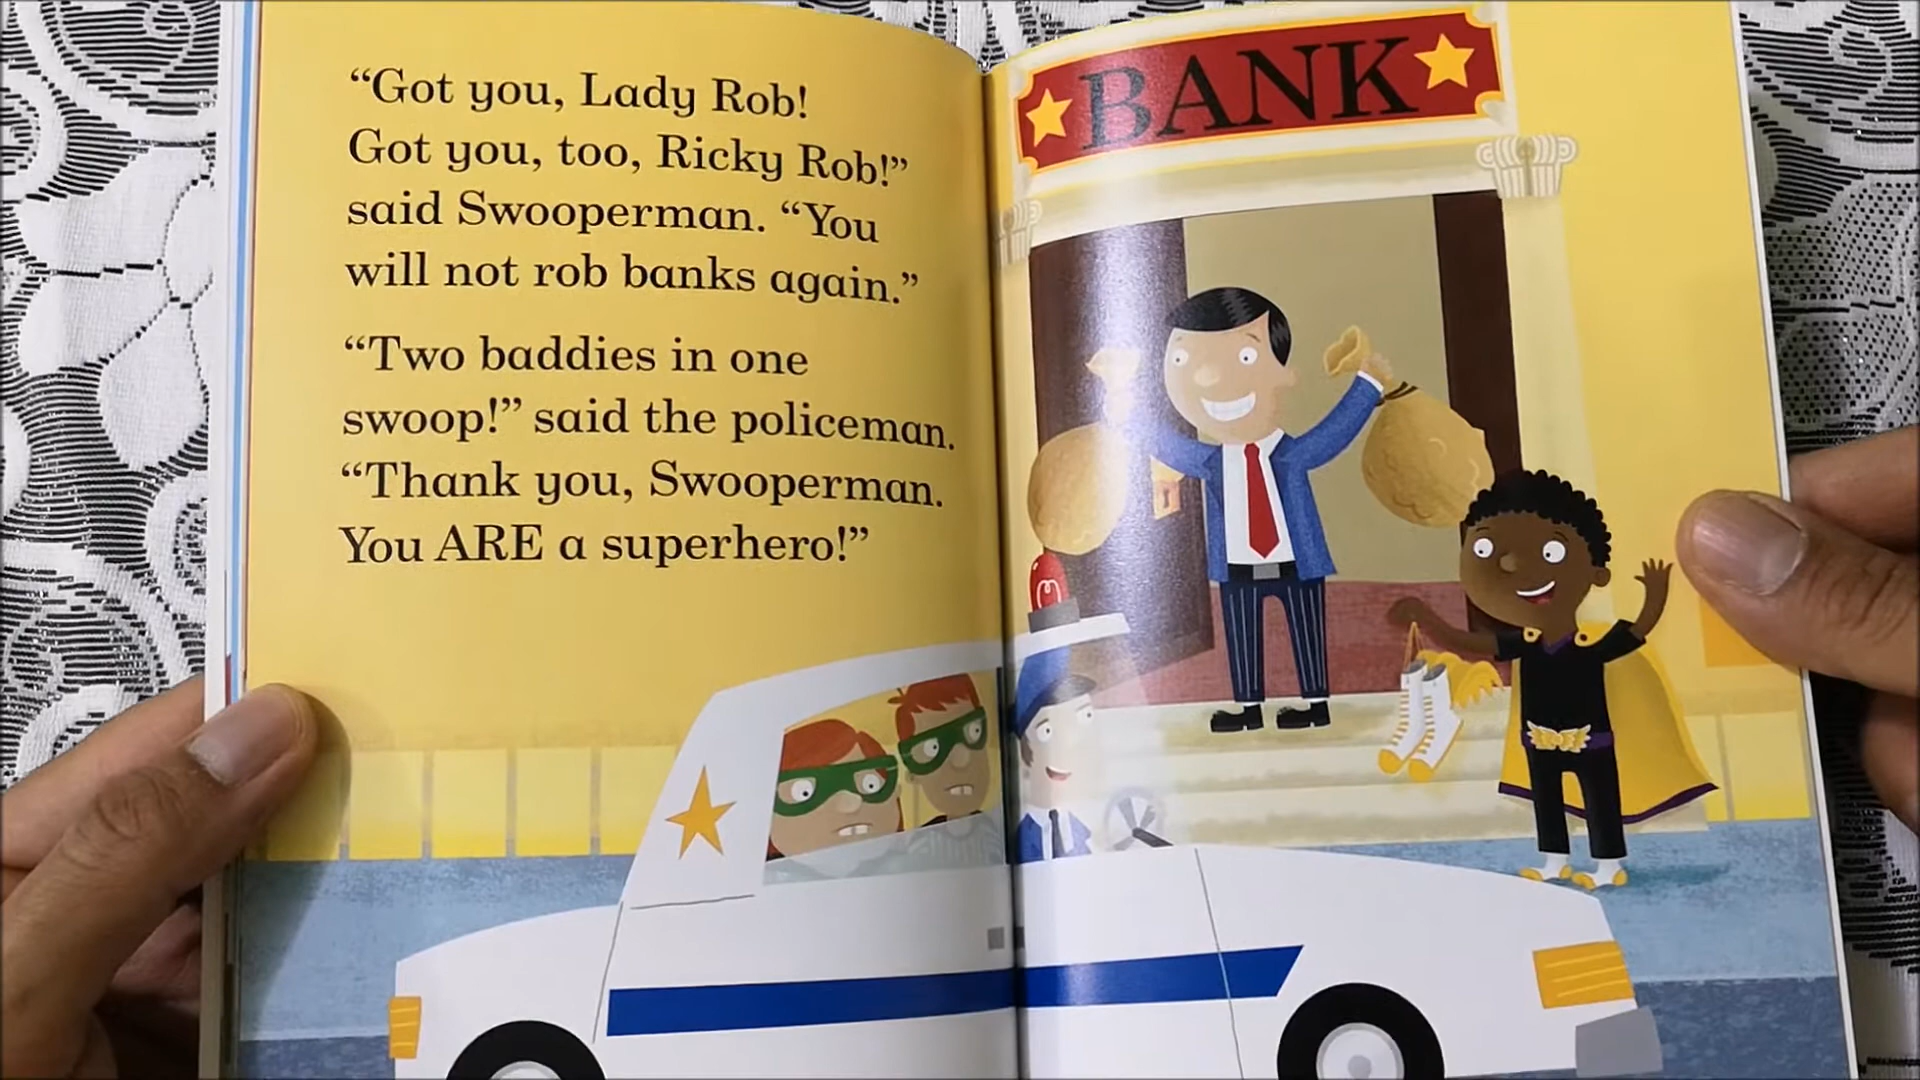 “Got you, Lady Rob!
Got you, too, Ricky Rob!”
said Swooperman. “You
will not rob banks again.”
“Two baddies in one
swoop!” said the policeman.
“Thank you, Swooperman.
You ARE a superhero!”
BANK